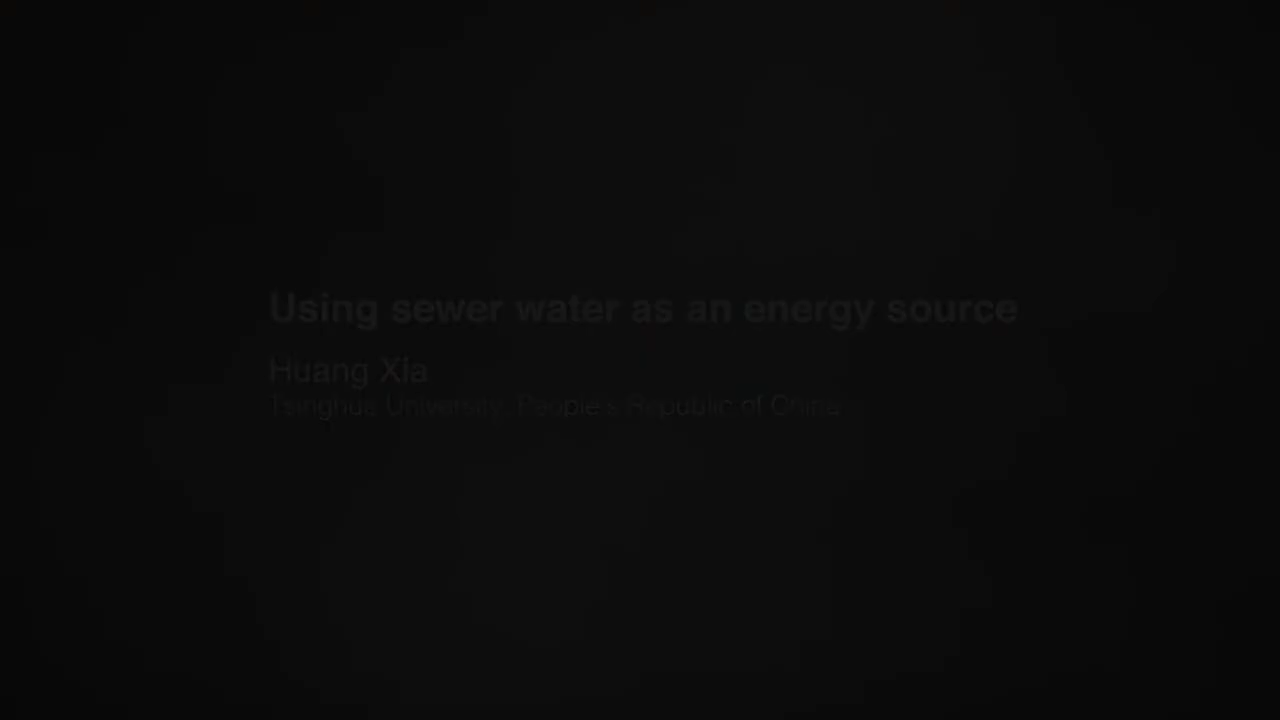 Using sewer water as an energy source
Huang Xia
Tsinghua University, People's Republic of China